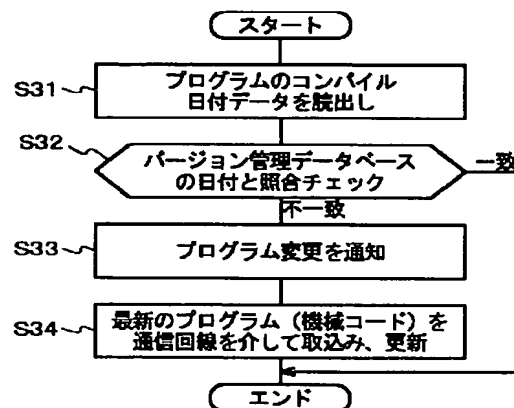 スタート
S31
プログラムのコンパイル
日付データを読出し
S32
バージョン管理データベース
の日付と照合チェック
一致
不一致
S33
プログラム変更を通知
S34
最新のプログラム（機械コード）を
通信回線を介して取込み、更新
エンド